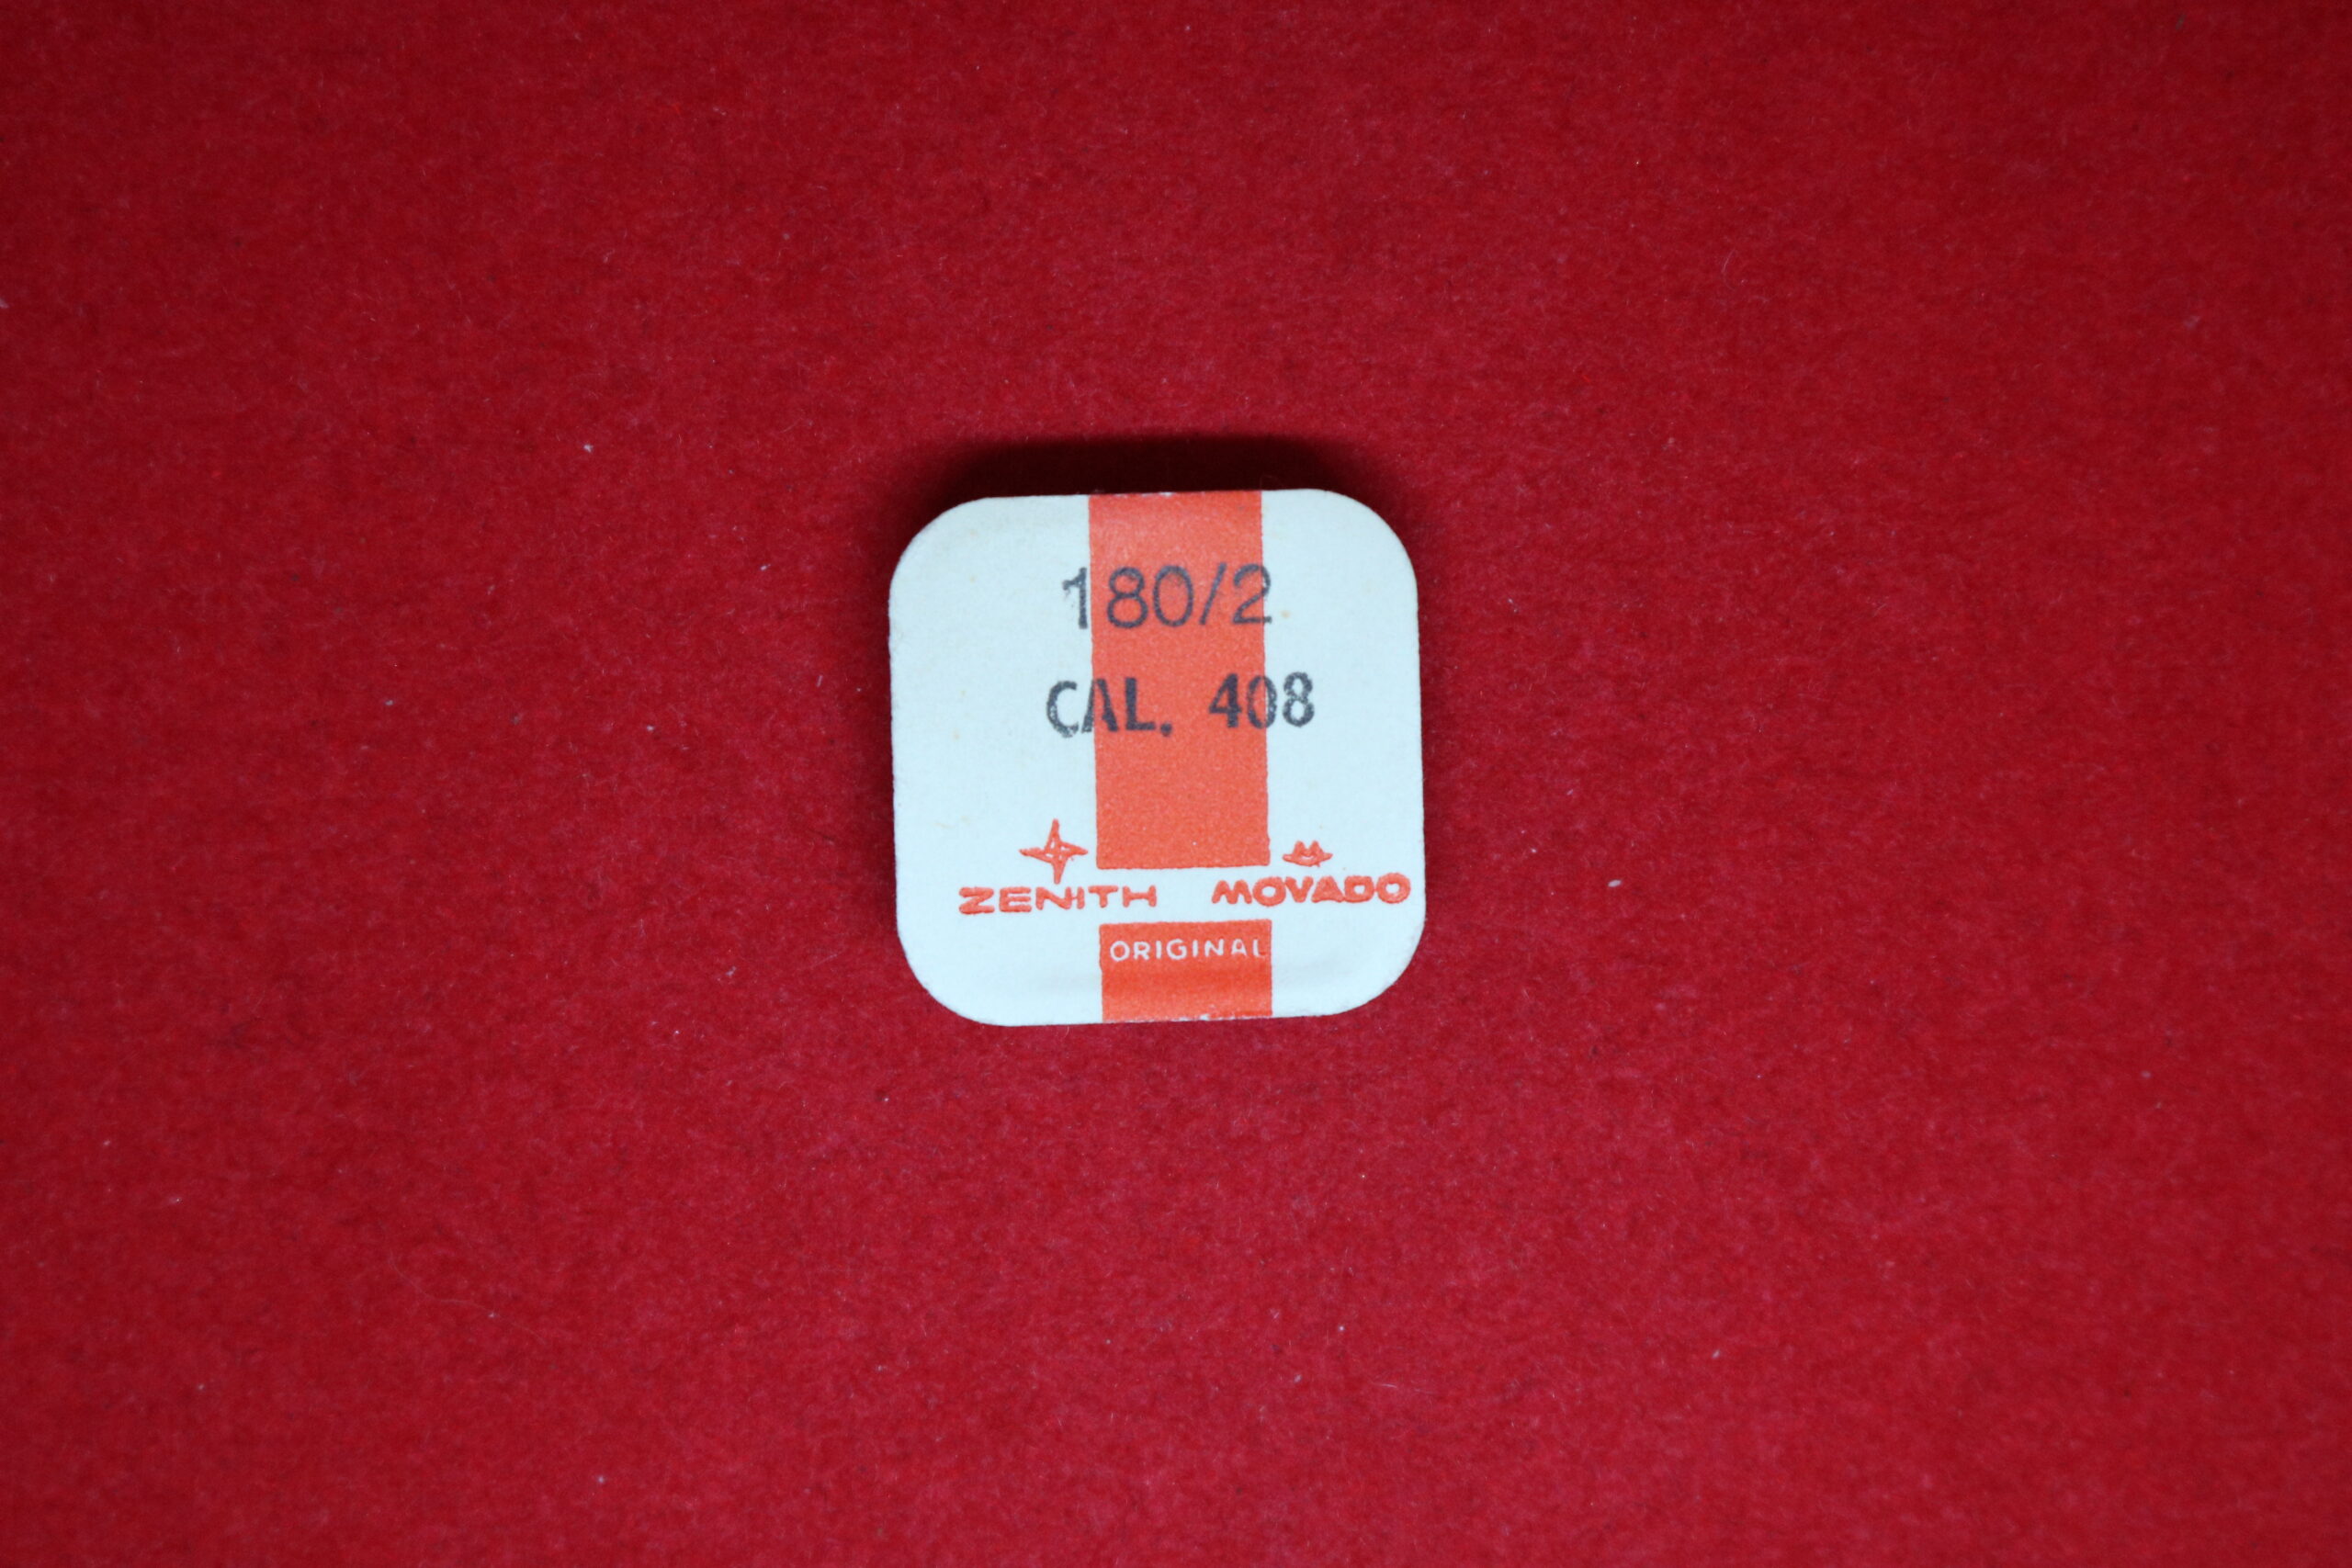 180/2
CAL. 408
ZENITH MOVADO
ORIGINAL